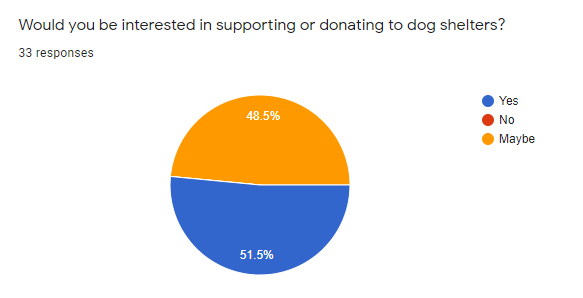 Would you be interested in supporting or donating to dog shelters?
33 responses
48.5%
51.5%
Yes
No
Maybe